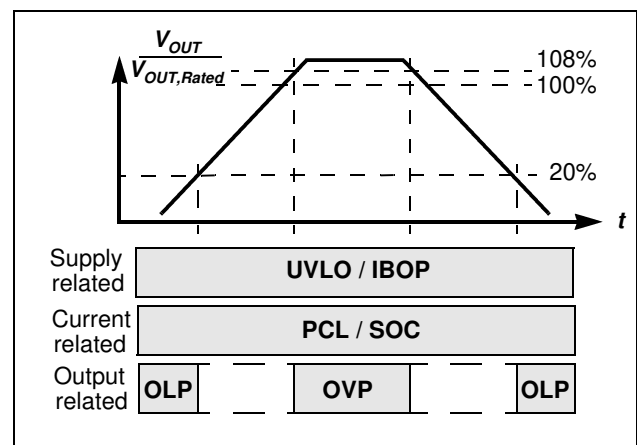 V_OUT
V_OUT,Rated
108%
100%
20%
t
Supply related
UVLO / IBOP
Current related
PCL / SOC
Output related
OLP
OVP
OLP